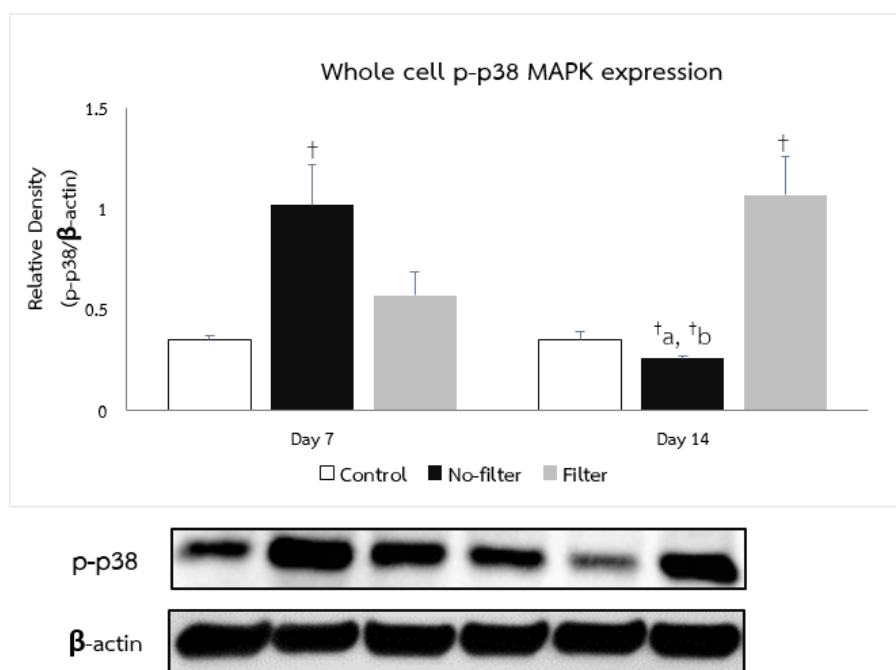 Whole cell p-p38 MAPK expression
Relative Density
(p-p38/β-actin)
1.5
1
0.5
0
†
†
†a, †b
Day 7
Day 14
Control
No-filter
Filter
p-p38
β-actin